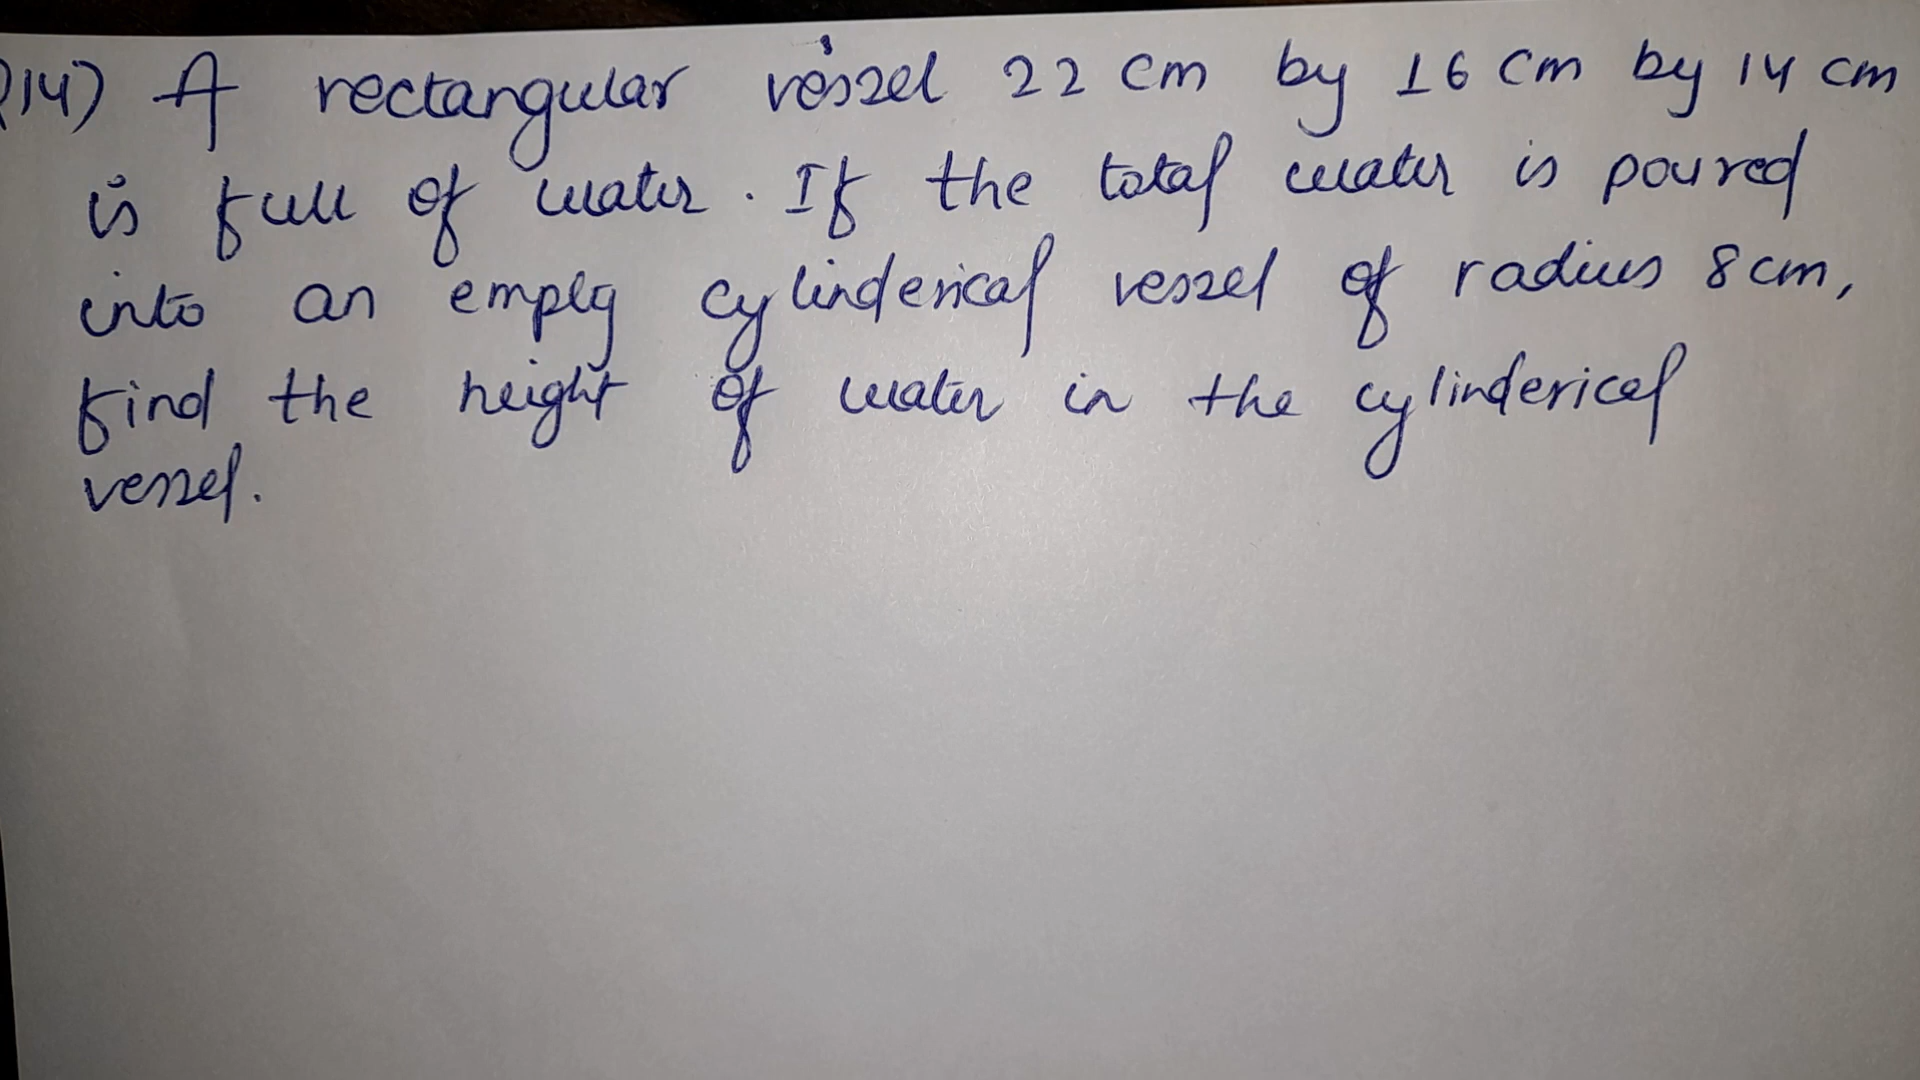 Q14) A rectangular vessel 22 cm by 16 cm by 14 cm
is full of water. If the total water is poured
into an empty cylinderical vessel of radius 8 cm,
find the height of water in the cylinderical
vessel.